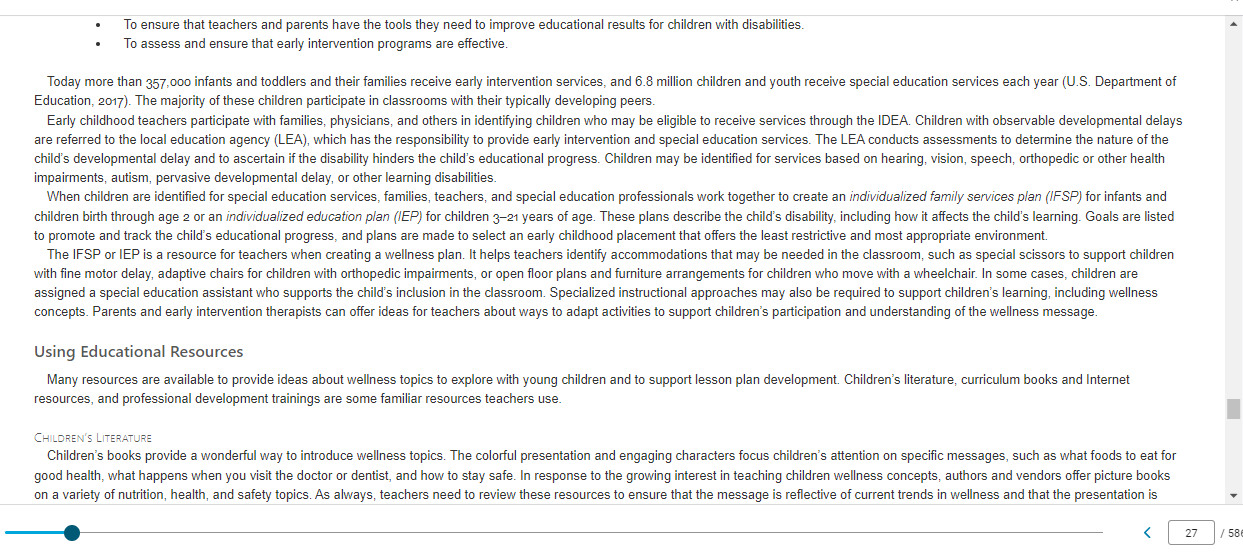 • To ensure that teachers and parents have the tools they need to improve educational results for children with disabilities.
• To assess and ensure that early intervention programs are effective.
Today more than 357,000 infants and toddlers and their families receive early intervention services, and 6.8 million children and youth receive special education services each year (U.S. Department of
Education, 2017). The majority of these children participate in classrooms with their typically developing peers.
Early childhood teachers participate with families, physicians, and others in identifying children who may be eligible to receive services through the IDEA. Children with observable developmental delays
are referred to the local education agency (LEA), which has the responsibility to provide early intervention and special education services. The LEA conducts assessments to determine the nature of the
child's developmental delay and to ascertain if the disability hinders the child's educational progress. Children may be identified for services based on hearing, vision, speech, orthopedic or other health
impairments, autism, pervasive developmental delay, or other learning disabilities.
When children are identified for special education services, families, teachers, and special education professionals work together to create an individualized family services plan (IFSP) for infants and
children birth through age 2 or an individualized education plan (IEP) for children 3–21 years of age. These plans describe the child's disability, including how it affects the child's learning. Goals are listed
to promote and track the child's educational progress, and plans are made to select an early childhood placement that offers the least restrictive and most appropriate environment.
The IFSP or IEP is a resource for teachers when creating a wellness plan. It helps teachers identify accommodations that may be needed in the classroom, such as special scissors to support children
with fine motor delay, adaptive chairs for children with orthopedic impairments, or open floor plans and furniture arrangements for children who move with a wheelchair. In some cases, children are
assigned a special education assistant who supports the child's inclusion in the classroom. Specialized instructional approaches may also be required to support children's learning, including wellness
concepts. Parents and early intervention therapists can offer ideas for teachers about ways to adapt activities to support children's participation and understanding of the wellness message.
Using Educational Resources
Many resources are available to provide ideas about wellness topics to explore with young children and to support lesson plan development. Children's literature, curriculum books and Internet
resources, and professional development trainings are some familiar resources teachers use.
Children's Literature
Children's books provide a wonderful way to introduce wellness topics. The colorful presentation and engaging characters focus children's attention on specific messages, such as what foods to eat for
good health, what happens when you visit the doctor or dentist, and how to stay safe. In response to the growing interest in teaching children wellness concepts, authors and vendors offer picture books
on a variety of nutrition, health, and safety topics. As always, teachers need to review these resources to ensure that the message is reflective of current trends in wellness and that the presentation is
27 / 586